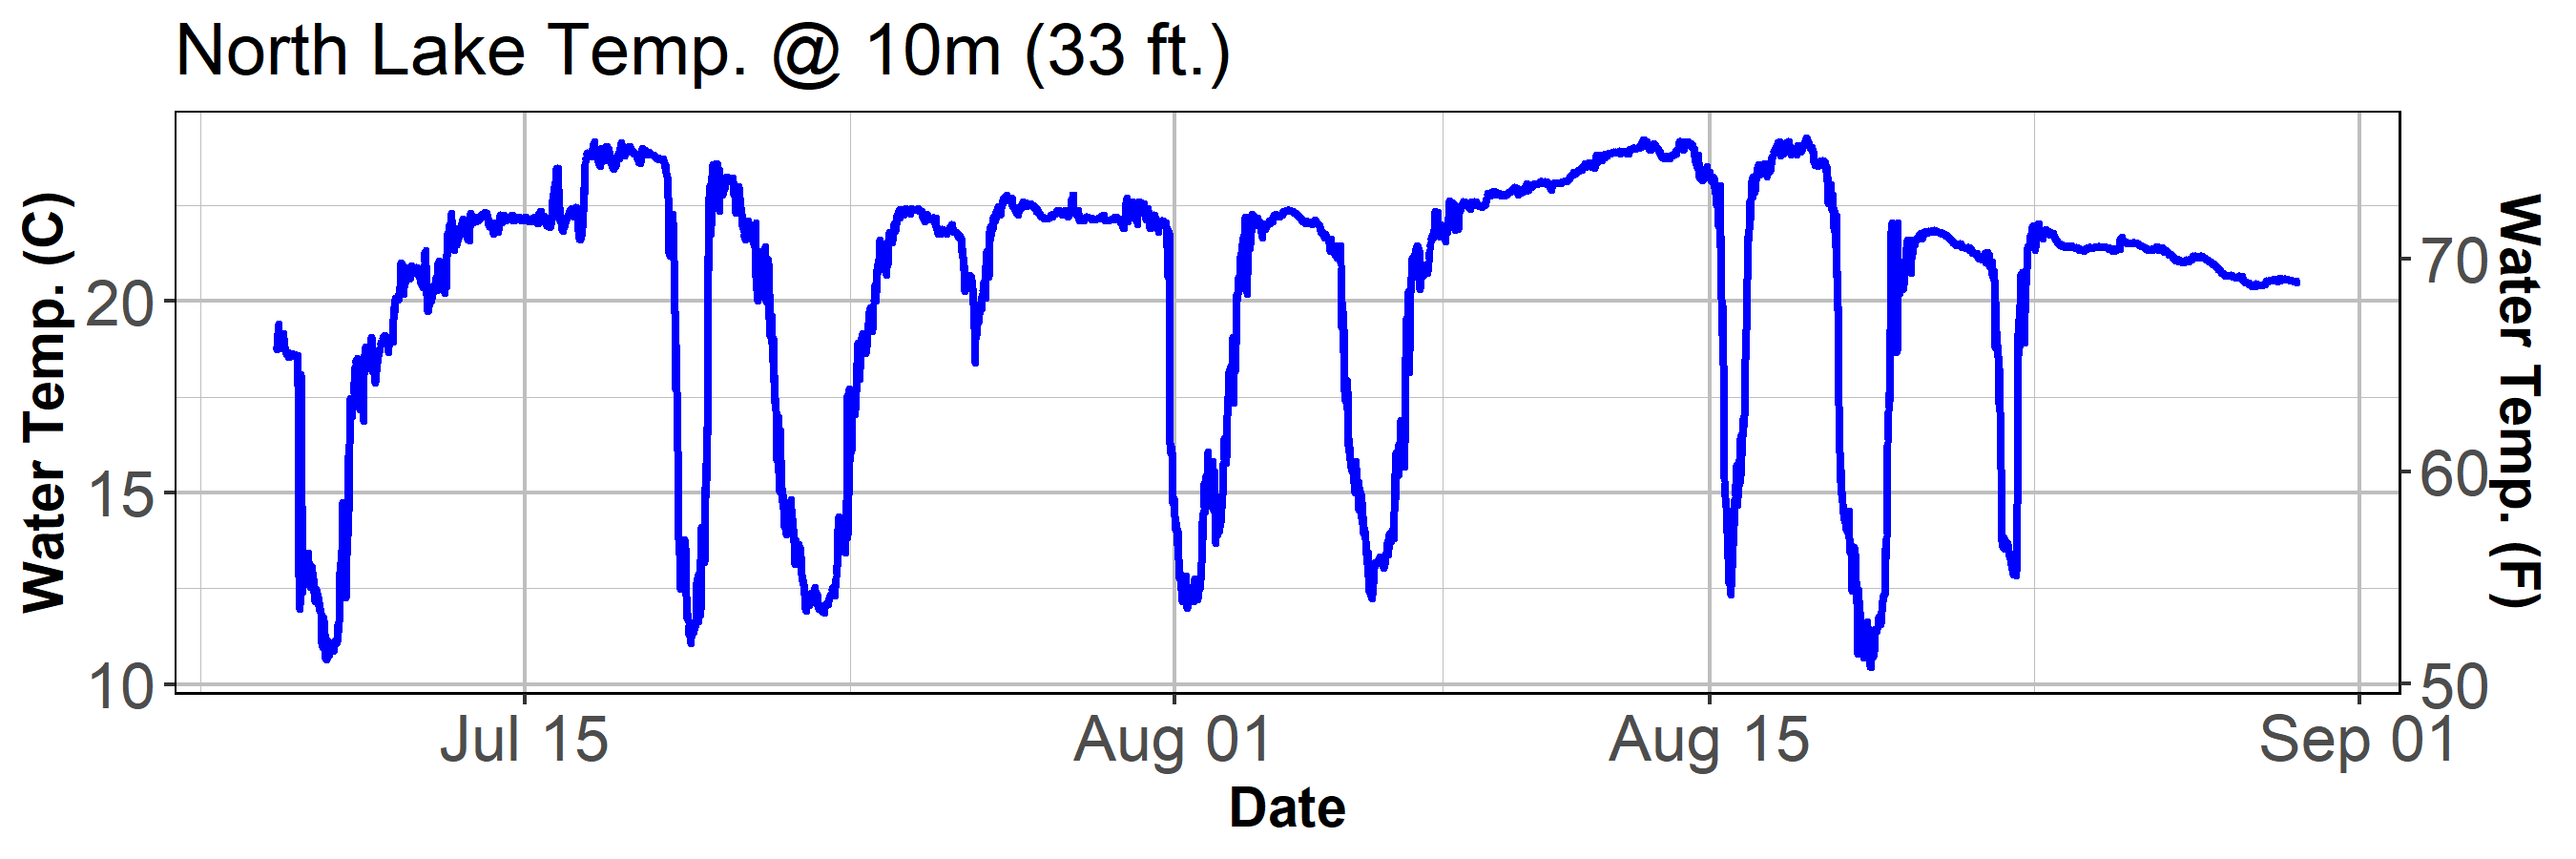 North Lake Temp. @ 10m (33 ft.)
Water Temp. (C)
20
15
10
70
60
50
Water Temp. (F)
Jul 15
Aug 01
Aug 15
Sep 01
Date